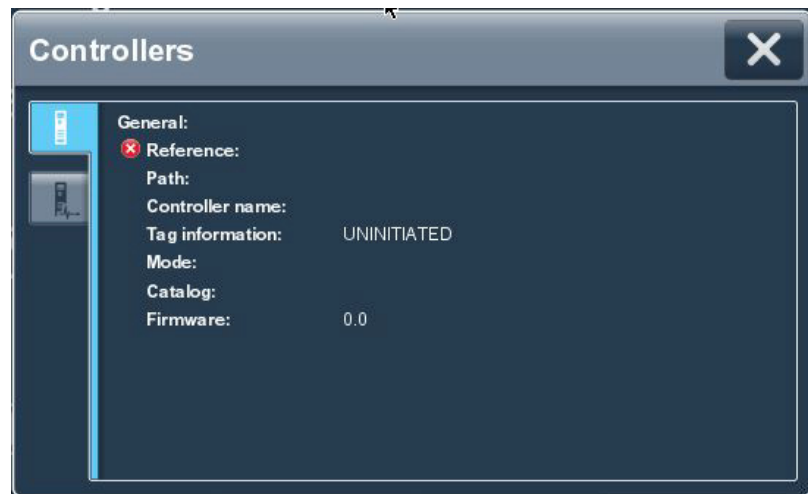 Controllers
General:
Reference:
Path:
Controller name:
Tag information: UNINITIATED
Mode:
Catalog:
Firmware: 0.0